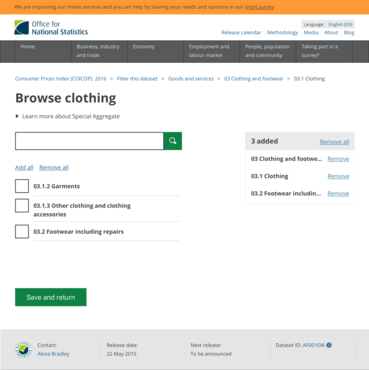 We are improving our online services and you can help by sharing your needs and opinions in our short survey
Office for
National Statistics
Language: English (EN)
Release calendar Methodology Media About Blog
Home
Business, industry
and trade
Economy
Employment and
labour market
People, population
and community
Taking part in a
survey?
Consumer Prices Index (COICOP): 2016 > Filter this dataset > Goods and services > 03 Clothing and footwear > 03.1 Clothing
Browse clothing
Learn more about Special Aggregate
3 added Remove all
03 Clothing and footwe... Remove
03.1 Clothing Remove
03.2 Footwear includin... Remove
Add all Remove all
03.1.2 Garments
03.1.3 Other clothing and clothing
accessories
03.2 Footwear including repairs
Save and return
Contact:
Alexa Bradley
Release date:
22 May 2015
Next release:
To be announced
Dataset ID: AF001EW